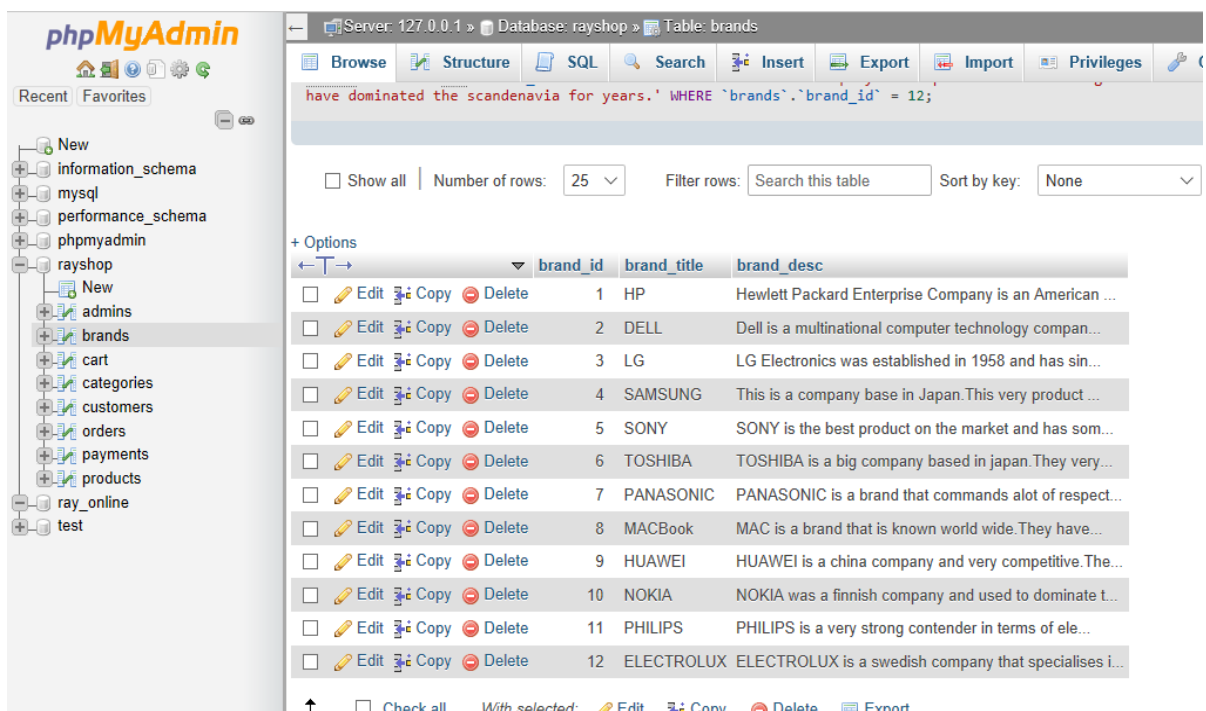 phpMyAdmin
Recent Favorites
New
information_schema
mysql
performance_schema
phpmyadmin
rayshop
New
admins
brands
cart
categories
customers
orders
payments
products
ray_online
test
Server: 127.0.0.1 » Database: rayshop » Table: brands
Browse Structure SQL Search Insert Export Import Privileges
have dominated the scandenavia for years.' WHERE `brands`.`brand_id` = 12;
Show all Number of rows: 25 Filter rows: Search this table Sort by key: None
+ Options
brand_id brand_title brand_desc
Edit Copy Delete 1 HP Hewlett Packard Enterprise Company is an American ...
Edit Copy Delete 2 DELL Dell is a multinational computer technology compan...
Edit Copy Delete 3 LG LG Electronics was established in 1958 and has sin...
Edit Copy Delete 4 SAMSUNG This is a company base in Japan.This very product ...
Edit Copy Delete 5 SONY SONY is the best product on the market and has som...
Edit Copy Delete 6 TOSHIBA TOSHIBA is a big company based in japan.They very...
Edit Copy Delete 7 PANASONIC PANASONIC is a brand that commands alot of respect...
Edit Copy Delete 8 MACBook MAC is a brand that is known world wide.They have...
Edit Copy Delete 9 HUAWEI HUAWEI is a china company and very competitive.The...
Edit Copy Delete 10 NOKIA NOKIA was a finnish company and used to dominate t...
Edit Copy Delete 11 PHILIPS PHILIPS is a very strong contender in terms of ele...
Edit Copy Delete 12 ELECTROLUX ELECTROLUX is a swedish company that specialises i...
Check all With selected: Edit Copy Delete Export